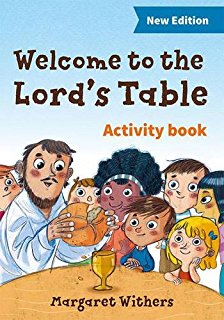 New Edition
Welcome to the
Lord's Table
Activity book
Margaret Withers